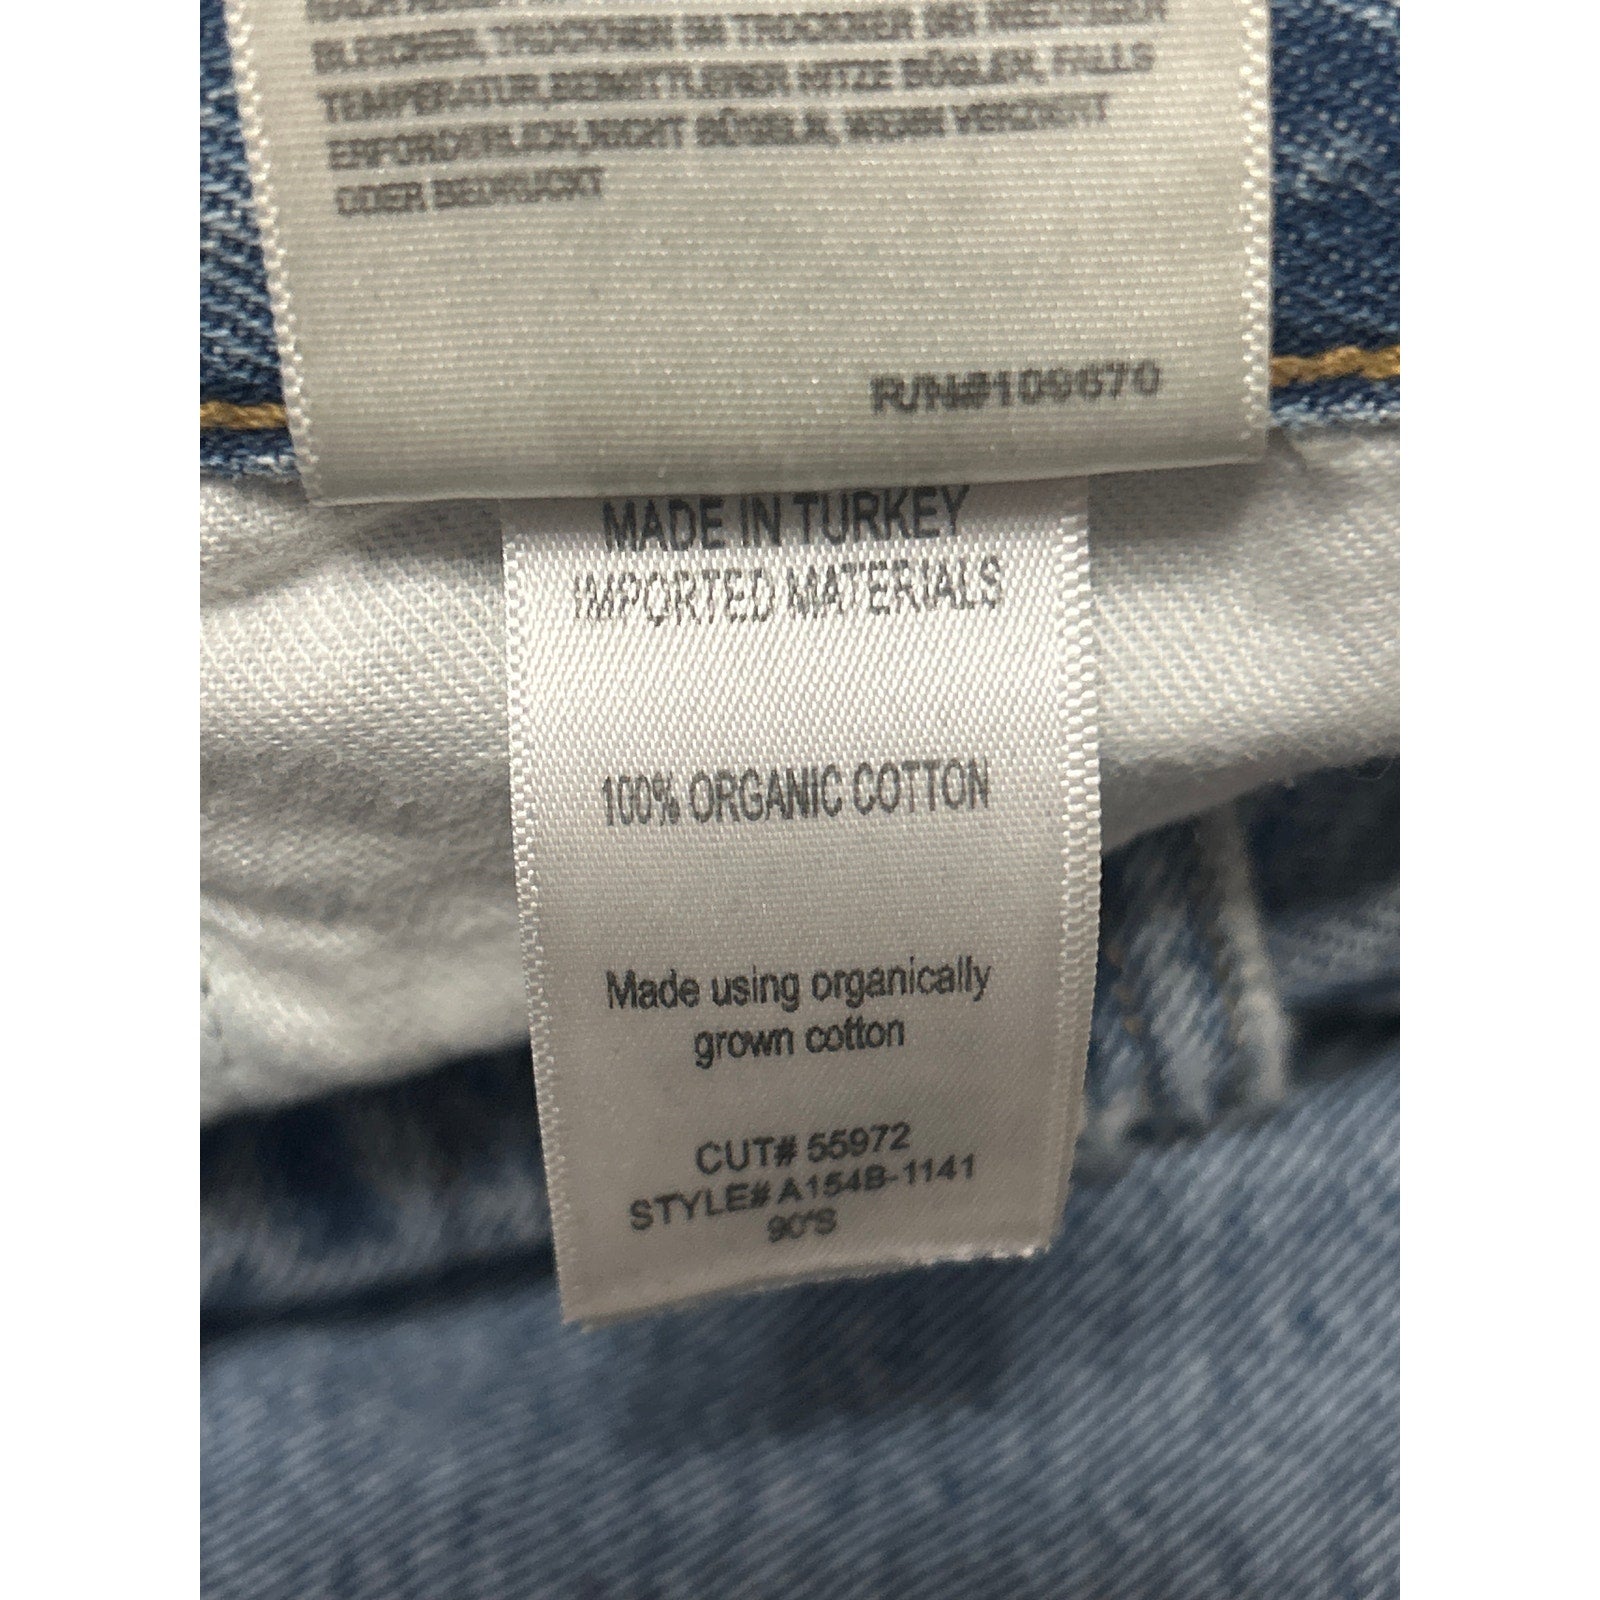 BLEICHEN, TROCKNEN IM TROCKNER BEI NIEDRIGER
TEMPERATUR, BEI MITTLERER HITZE BÜGELN, FALLS
ERFORDERLICH, NICHT BÜGELN, WENN VERZIERT
ODER BEDRUCKT
R/N#109670
MADE IN TURKEY
IMPORTED MATERIALS
100% ORGANIC COTTON
Made using organically
grown cotton
CUT# 55972
STYLE# A154B-1141
90'S